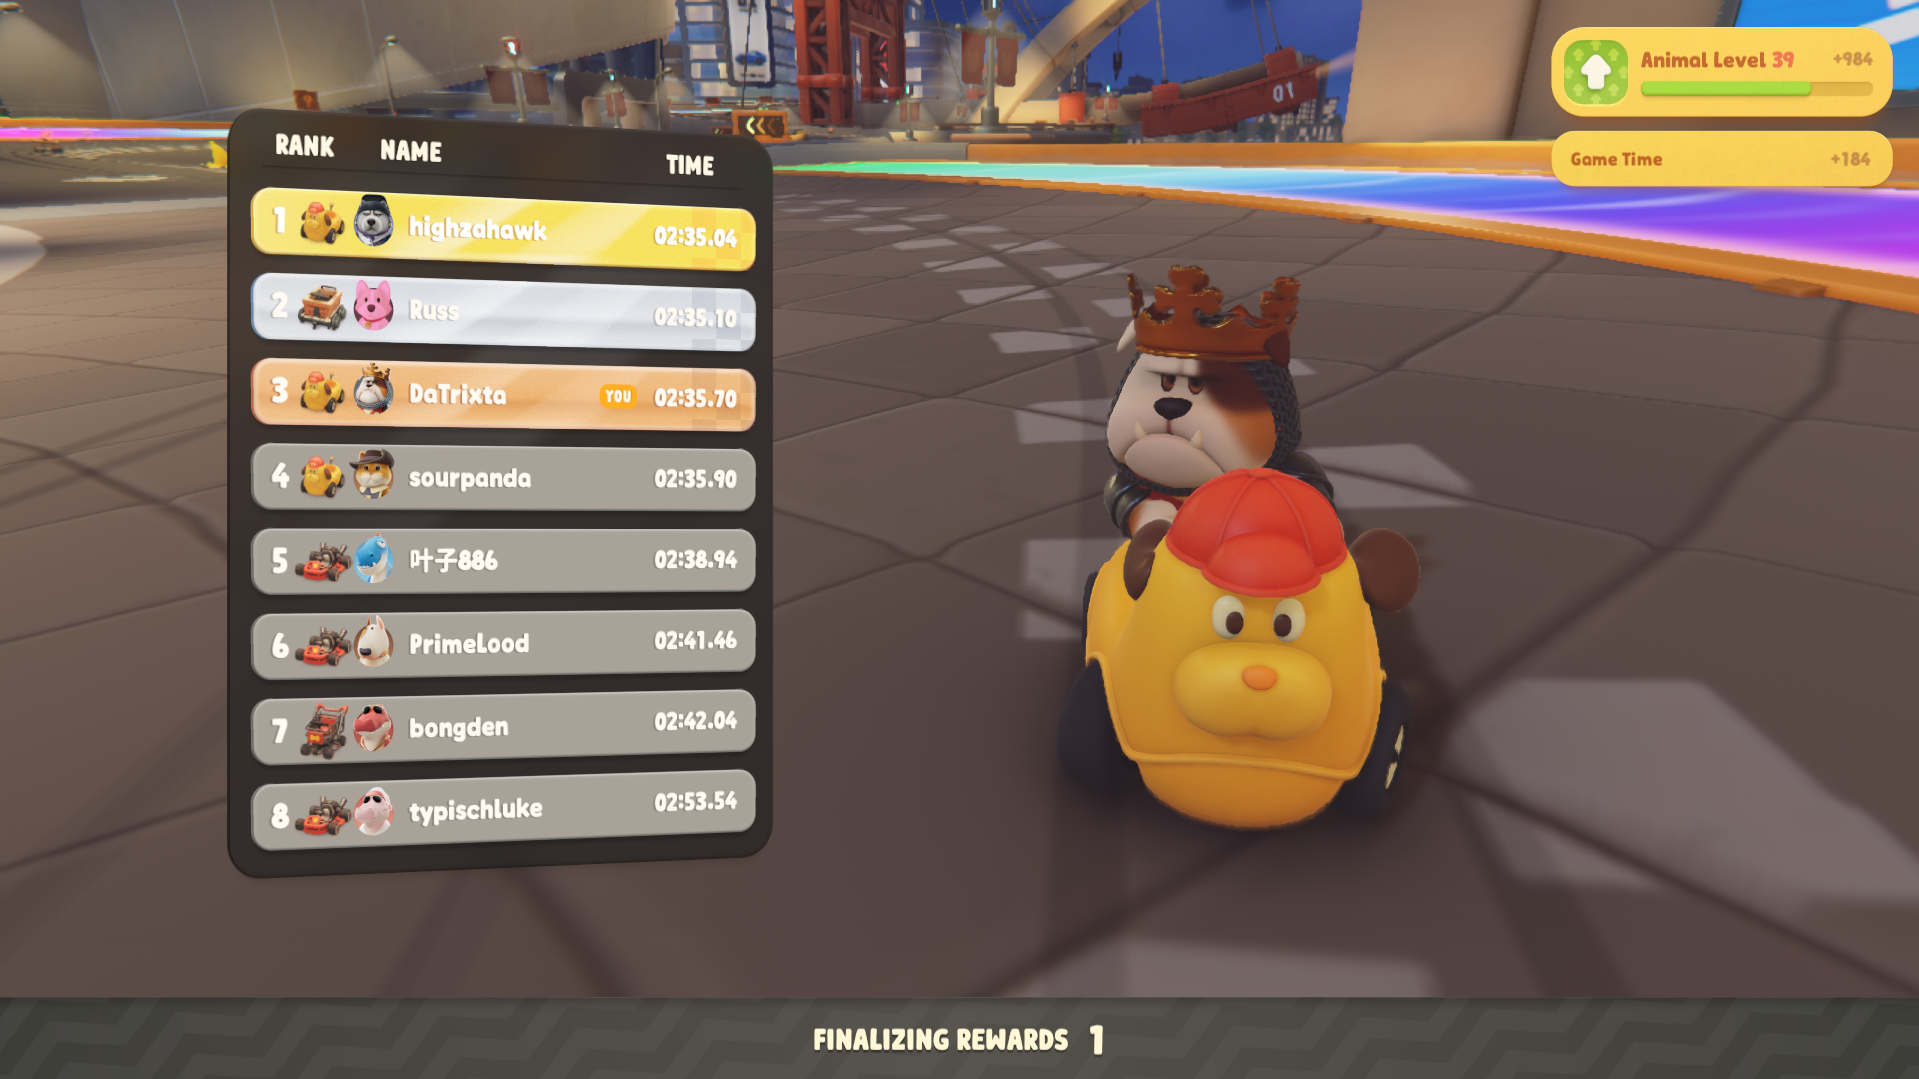 RANK NAME TIME
1 highzahawk 02:35.04
2 Russ 02:35.10
3 DaTrixta YOU 02:35.70
4 sourpanda 02:35.90
5 叶子886 02:38.94
6 PrimeLood 02:41.46
7 bongden 02:42.04
8 typischluke 02:53.54
Animal Level 39 +984
Game Time +184
01
FINALIZING REWARDS 1